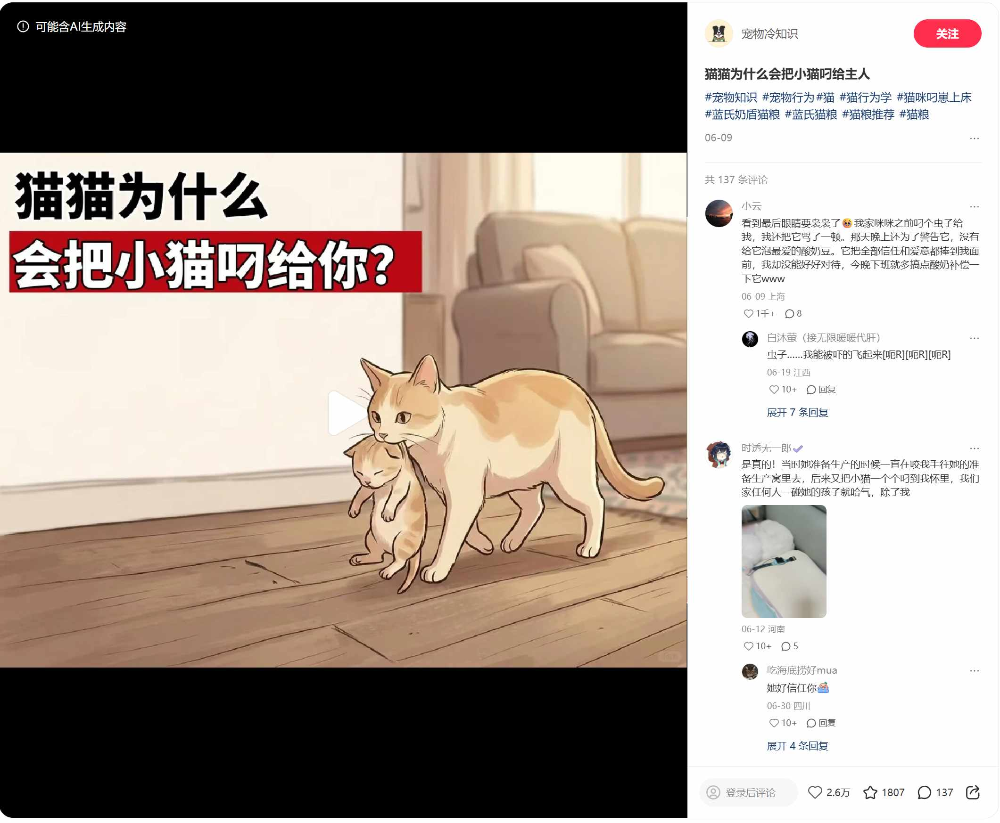 可能含AI生成内容
猫猫为什么
会把小猫叼给你?
宠物冷知识
关注
猫猫为什么会把小猫叼给主人
#宠物知识 #宠物行为 #猫 #猫行为学 #猫咪叼崽上床
#蓝氏奶盾猫粮 #蓝氏猫粮 #猫粮推荐 #猫粮
06-09
共 137 条评论
小云
看到最后眼睛要袅袅了🥹我家咪咪之前叼个虫子给
我，我还把它骂了一顿。那天晚上还为了警告它，没有
给它泡最爱的酸奶豆。它把全部信任和爱意都捧到我面
前，我却没能好好对待，今晚下班就多搞点酸奶补偿一
下它www
06-09 上海
1千+ 8
白沐萤（接无限暖暖代肝）
虫子......我能被吓的飞起来[呃R][呃R][呃R]
06-19 江西
10+ 回复
展开 7 条回复
时透无一郎
是真的！当时她准备生产的时候一直在咬我手往她的准
备生产窝里去，后来又把小猫一个个叼到我怀里，我们
家任何人一碰她的孩子就哈气，除了我
06-12 河南
10+ 5
吃海底捞好mua
她好信任你
06-30 四川
10+ 回复
展开 4 条回复
登录后评论 2.6万 1807 137